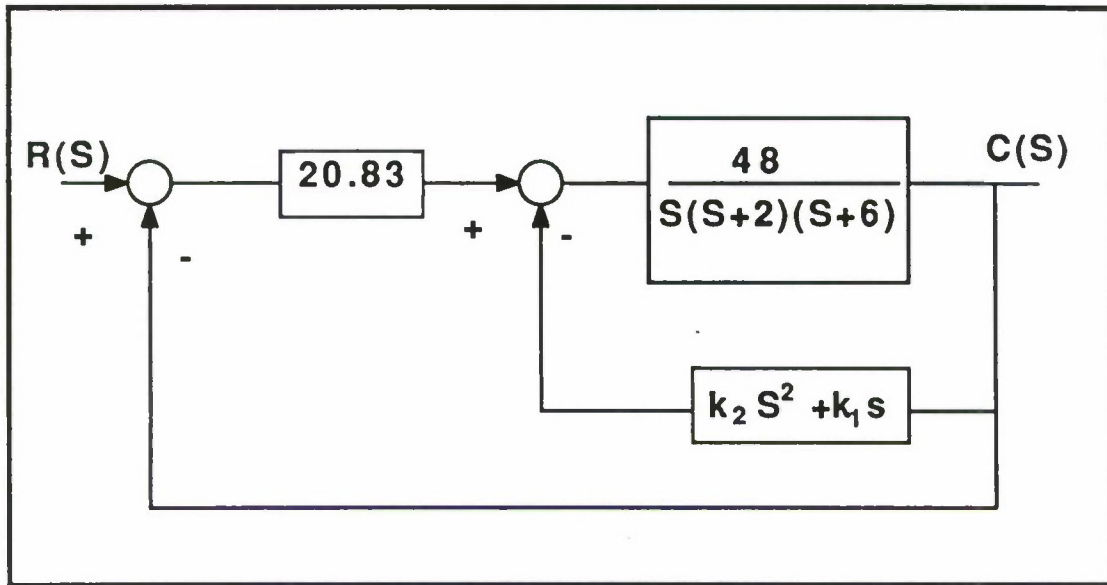 R(S)
+
-
20.83
+
-
48
S(S+2)(S+6)
C(S)
k₂ S² +k₁ s